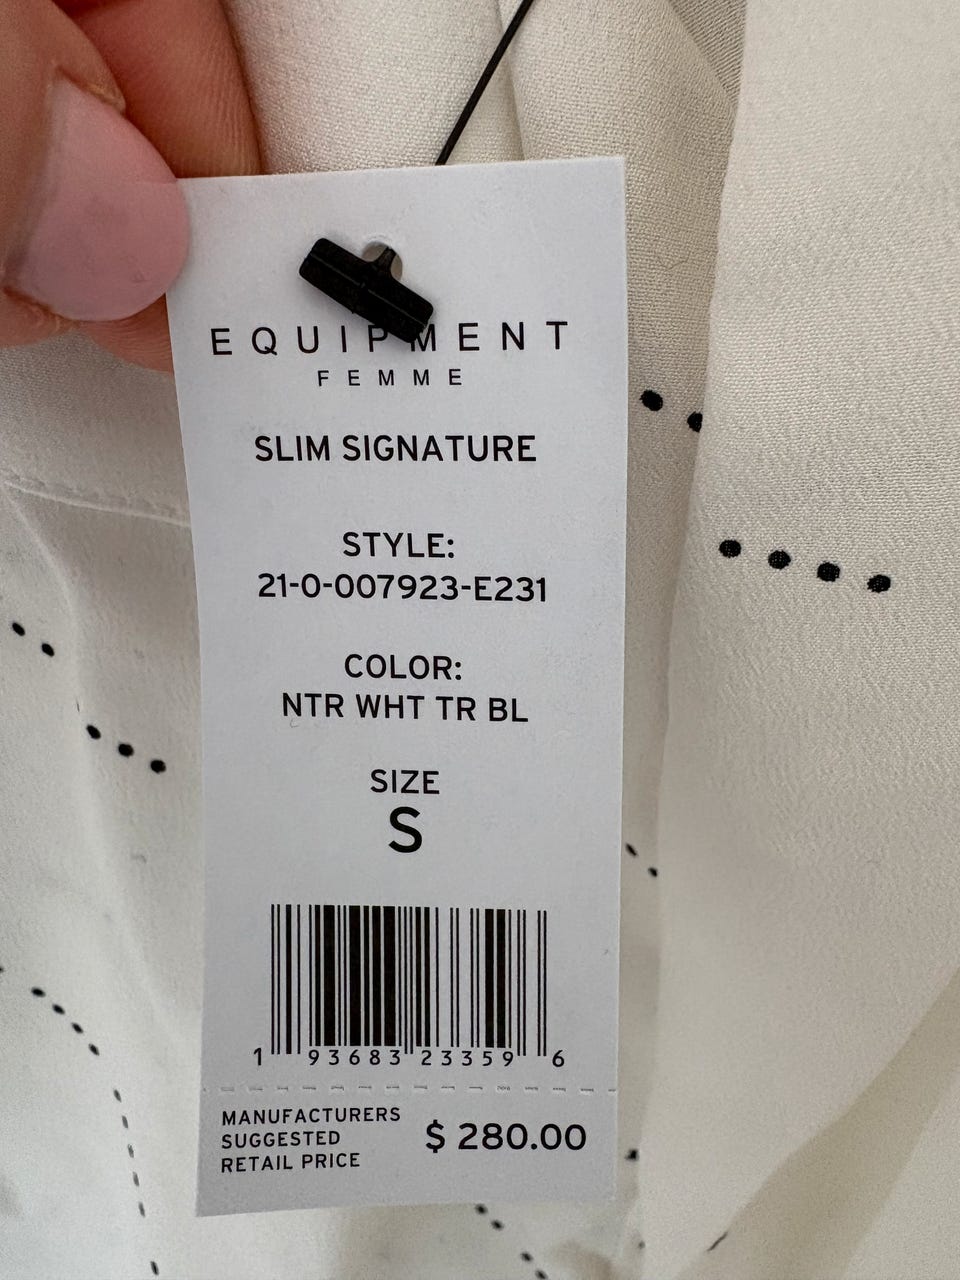 EQUIPMENT
FEMME
SLIM SIGNATURE
STYLE:
21-0-007923-E231
COLOR:
NTR WHT TR BL
SIZE
S
1 93683 23359 6
MANUFACTURERS
SUGGESTED
RETAIL PRICE
$ 280.00